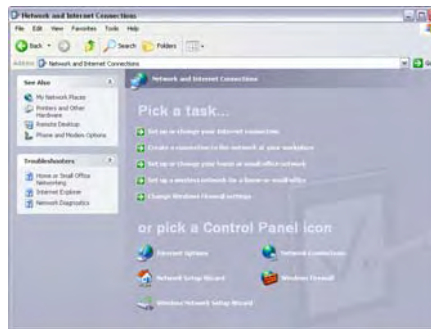 Network and Internet Connections
File Edit View Favorites Tools Help
Back Search Folders
Address Network and Internet Connections Go
See Also
My Network Places
Printers and Other
Hardware
Remote Desktop
Phone and Modem Options
Troubleshooters
Home or Small Office
Networking
Internet Explorer
Network Diagnostics
Network and Internet Connections
Pick a task...
Set up or change your Internet connection
Create a connection to the network at your workplace
Set up or change your home or small office network
Set up a wireless network for a home or small office
Change Windows Firewall settings
or pick a Control Panel icon
Internet Options Network Connections
Network Setup Wizard Windows Firewall
Wireless Network Setup Wizard